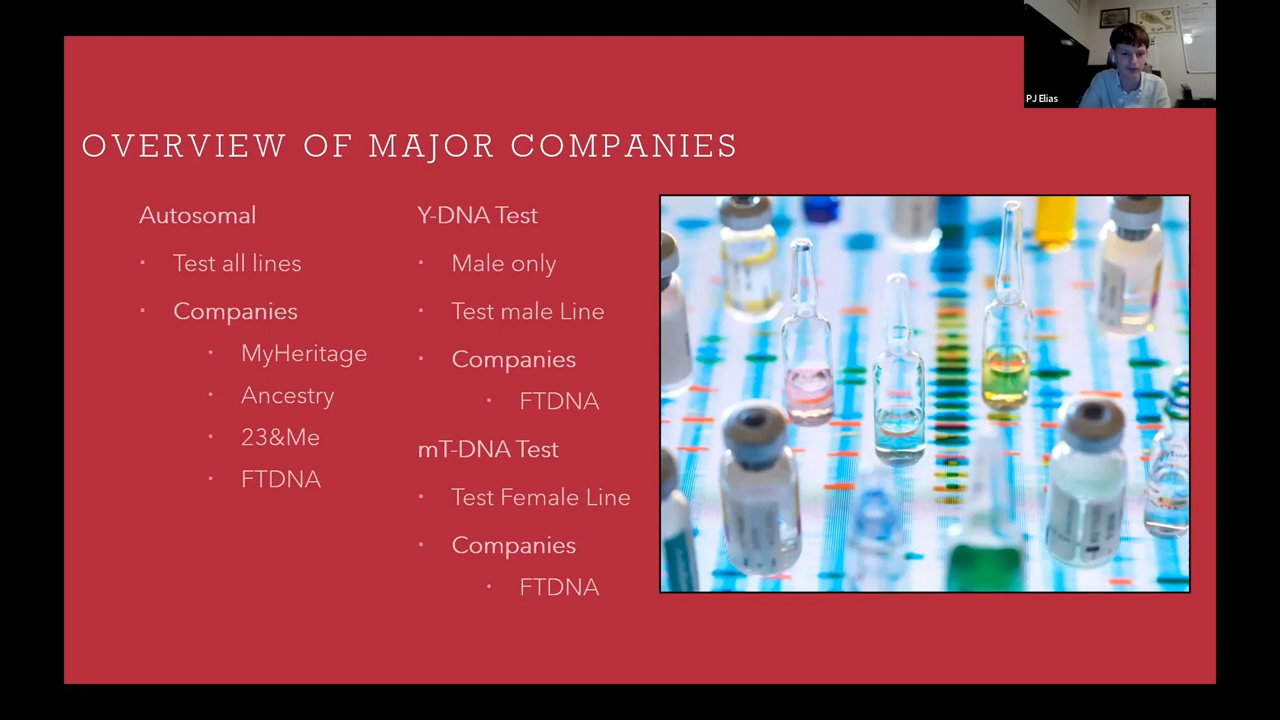 PJ Elias
OVERVIEW OF MAJOR COMPANIES
Autosomal
Test all lines
Companies
MyHeritage
Ancestry
23&Me
FTDNA
Y-DNA Test
Male only
Test male Line
Companies
FTDNA
mT-DNA Test
Test Female Line
Companies
FTDNA